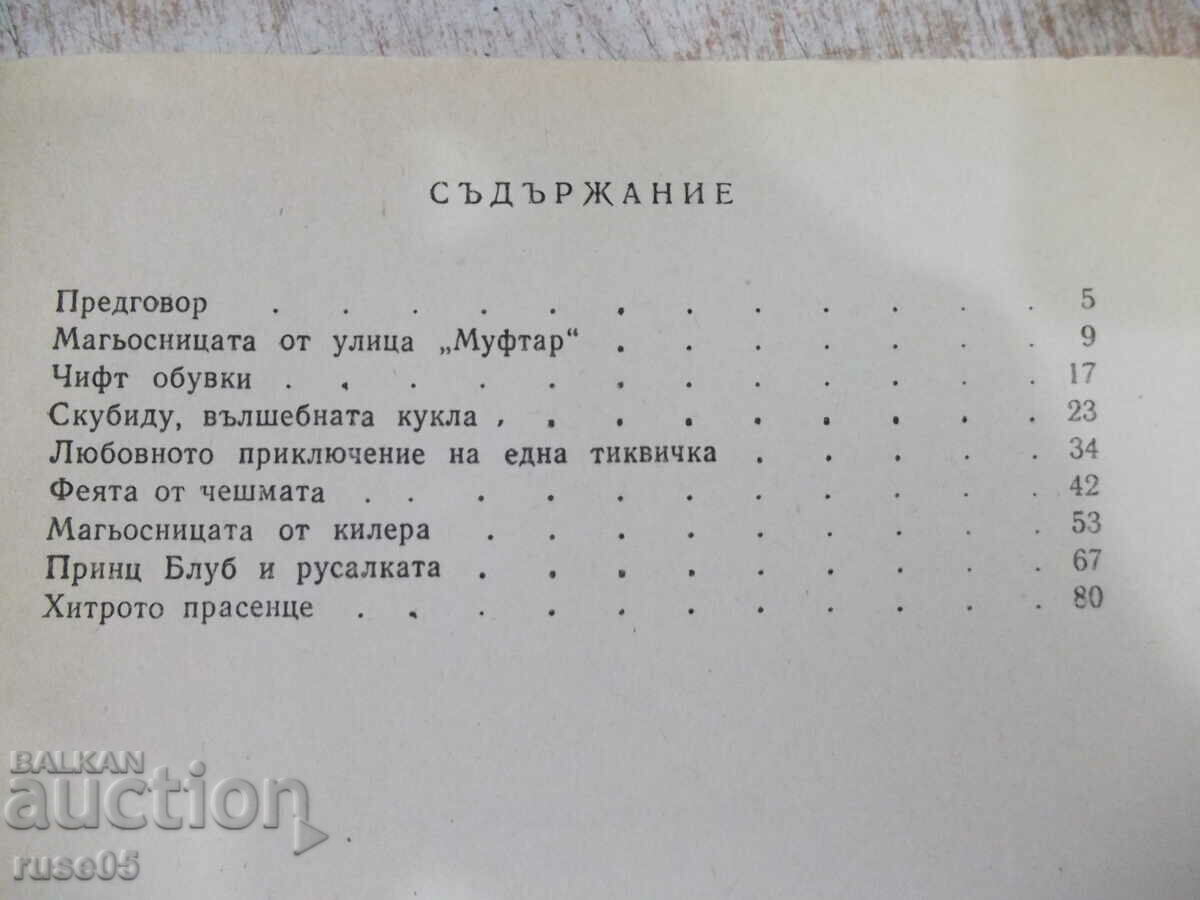 СЪДЪРЖАНИЕ
Предговор . . . . . . . . . . . . 5
Магьосницата от улица „Муфтар“ . . . . . . . 9
Чифт обувки . . . . . . . . . . . . 17
Скубиду, вълшебната кукла . . . . . . . . . 23
Любовното приключение на една тиквичка . . . . . 34
Феята от чешмата . . . . . . . . . . . 42
Магьосницата от килера . . . . . . . . . 53
Принц Блуб и русалката . . . . . . . . . 67
Хитрото прасенце . . . . . . . . . . . 80
BALKAN
auction
ruse05